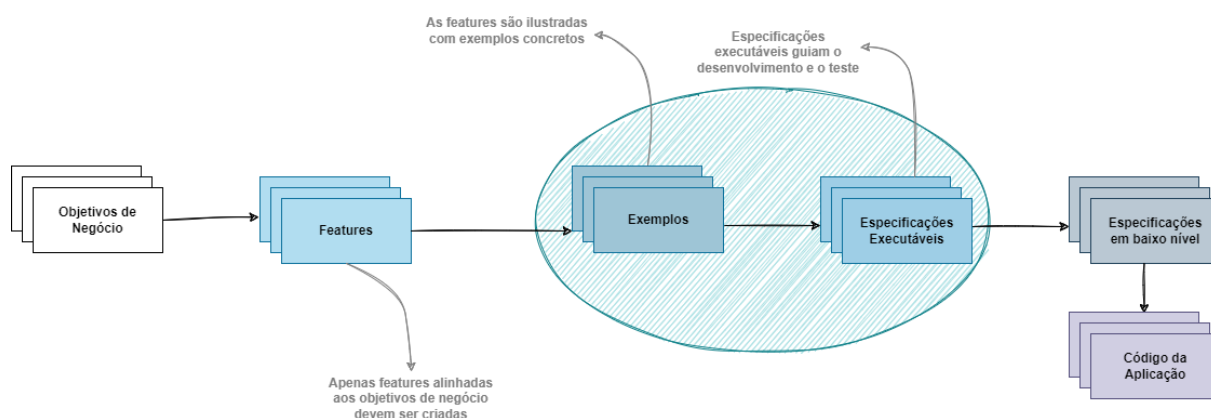 As features são ilustradas
com exemplos concretos
Especificações
executáveis guiam o
desenvolvimento e o teste
Objetivos de
Negócio
Features
Exemplos
Especificações
Executáveis
Especificações
em baixo nível
Apenas features alinhadas
aos objetivos de negócio
devem ser criadas
Código da
Aplicação